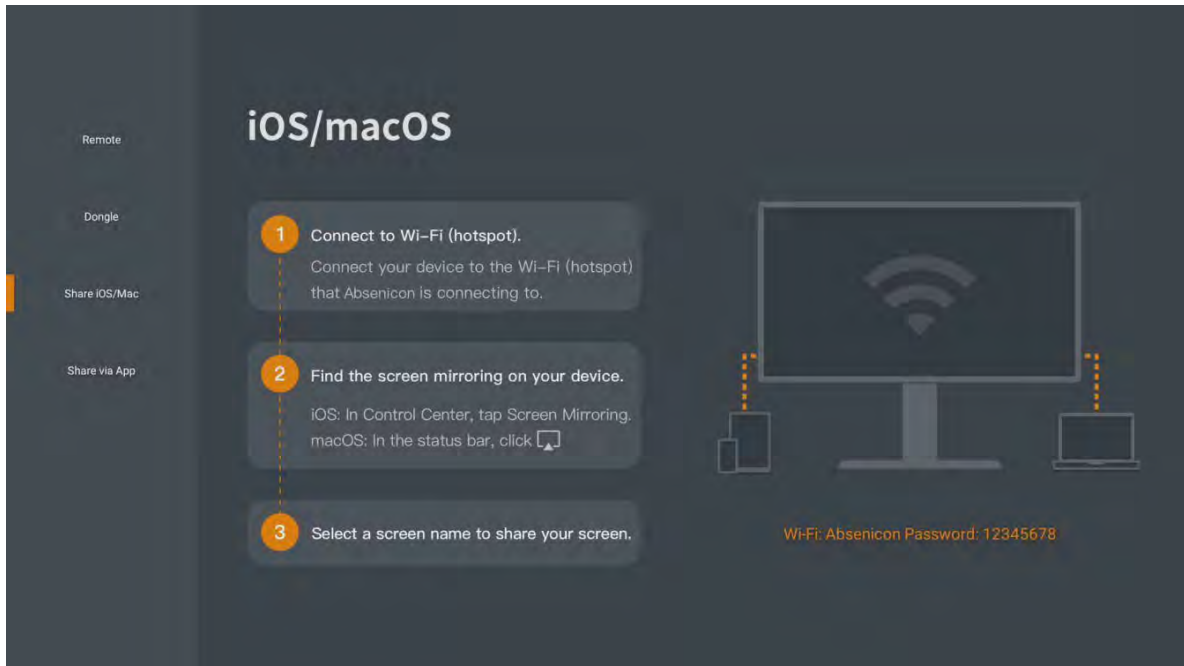 Remote
Dongle
Share iOS/Mac
Share via App
iOS/macOS
1
Connect to Wi-Fi (hotspot).
Connect your device to the Wi-Fi (hotspot)
that Absenicon is connecting to.
2
Find the screen mirroring on your device.
iOS: In Control Center, tap Screen Mirroring.
macOS: In the status bar, click
3
Select a screen name to share your screen.
Wi-Fi: Absenicon Password: 12345678